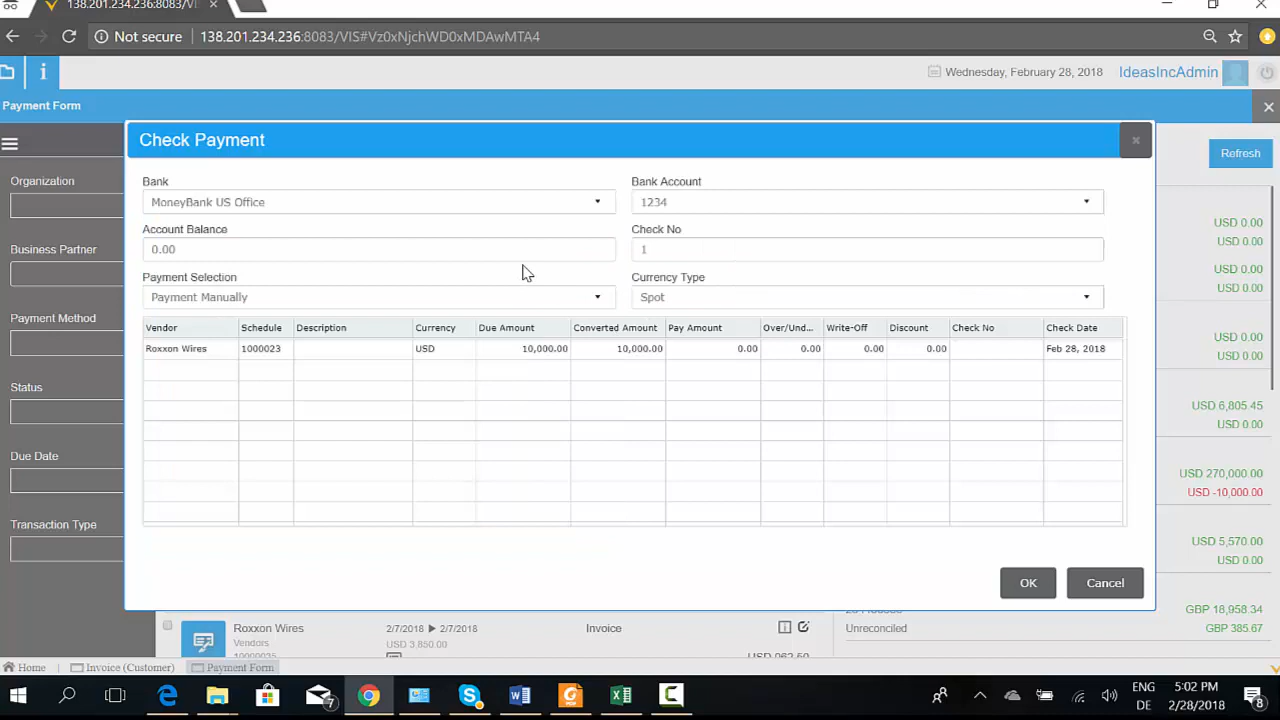 138.201.234.236:8083/VI
Not secure 138.201.234.236:8083/VIS#Vz0xNjchWD0xMDAwMTA4
Wednesday, February 28, 2018 IdeasIncAdmin
Payment Form
Check Payment
Refresh
Organization
Bank
MoneyBank US Office
Bank Account
1234
Account Balance
0.00
Check No
1
Payment Selection
Payment Manually
Currency Type
Spot
Business Partner
Payment Method
Status
Due Date
Transaction Type
Vendor Schedule Description Currency Due Amount Converted Amount Pay Amount Over/Und... Write-Off Discount Check No Check Date
Roxxon Wires 1000023 USD 10,000.00 10,000.00 0.00 0.00 0.00 0.00 Feb 28, 2018
USD 0.00
USD 0.00
USD 0.00
USD 0.00
USD 0.00
USD 0.00
USD 6,805.45
USD 0.00
USD 270,000.00
USD -10,000.00
USD 5,570.00
USD 0.00
OK Cancel
GBP 18,958.34
Roxxon Wires 2/7/2018 2/7/2018 Invoice Unreconciled GBP 385.67
Vendors USD 3,850.00
Home Invoice (Customer) Payment Form
7
ENG
DE
5:02 PM
2/28/2018
8